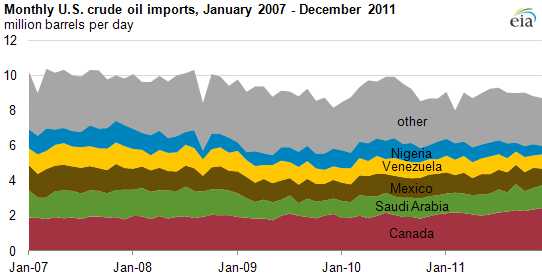 Monthly U.S. crude oil imports, January 2007 - December 2011
million barrels per day
eia
12
10
8
6
4
2
0
other
Nigeria
Venezuela
Mexico
Saudi Arabia
Canada
Jan-07 Jan-08 Jan-09 Jan-10 Jan-11